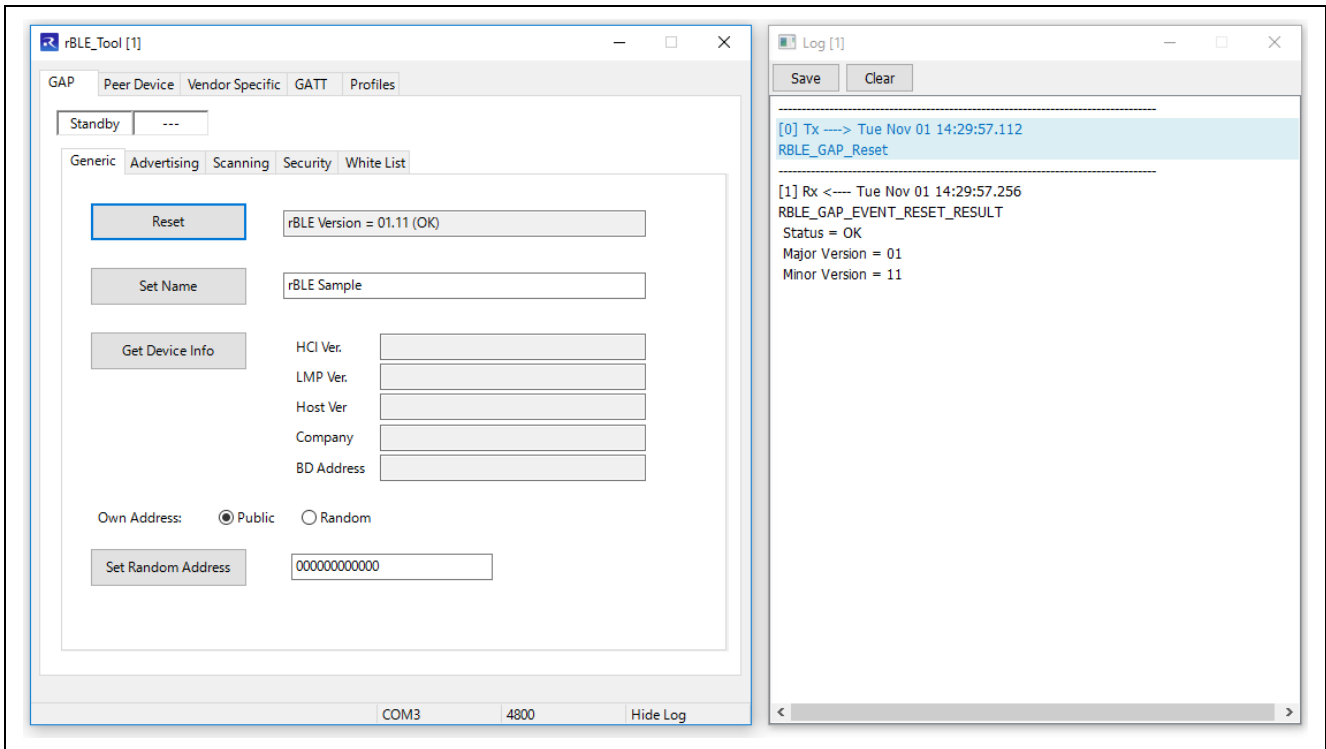 rBLE_Tool [1]
GAP Peer Device Vendor Specific GATT Profiles
Standby ---
Generic Advertising Scanning Security White List
Reset rBLE Version = 01.11 (OK)
Set Name rBLE Sample
Get Device Info HCI Ver.
LMP Ver.
Host Ver
Company
BD Address
Own Address: Public Random
Set Random Address 000000000000
COM3 4800 Hide Log
Log [1]
Save Clear
[0] Tx ----> Tue Nov 01 14:29:57.112
RBLE_GAP_Reset
[1] Rx <---- Tue Nov 01 14:29:57.256
RBLE_GAP_EVENT_RESET_RESULT
Status = OK
Major Version = 01
Minor Version = 11